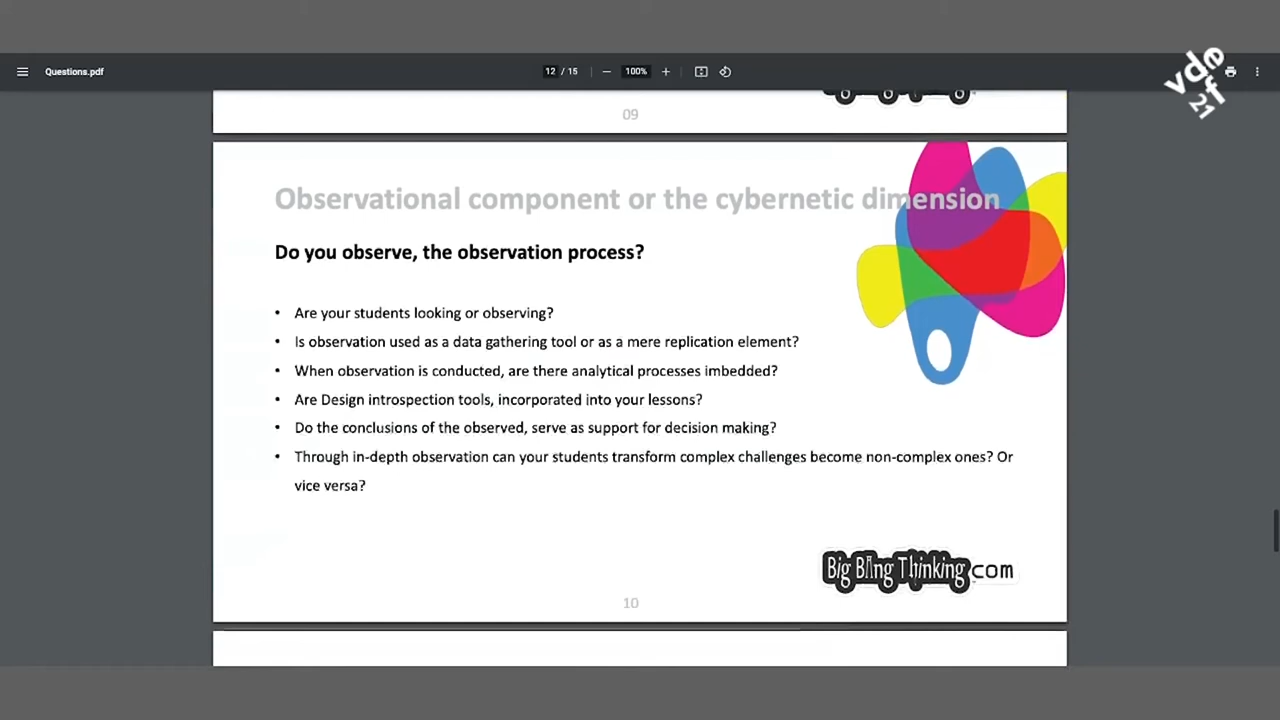 Questions.pdf
12 / 15
100%
vdef
21
09
Observational component or the cybernetic dimension
Do you observe, the observation process?
• Are your students looking or observing?
• Is observation used as a data gathering tool or as a mere replication element?
• When observation is conducted, are there analytical processes imbedded?
• Are Design introspection tools, incorporated into your lessons?
• Do the conclusions of the observed, serve as support for decision making?
• Through in-depth observation can your students transform complex challenges become non-complex ones? Or
vice versa?
Big Bang Thinking.com
10